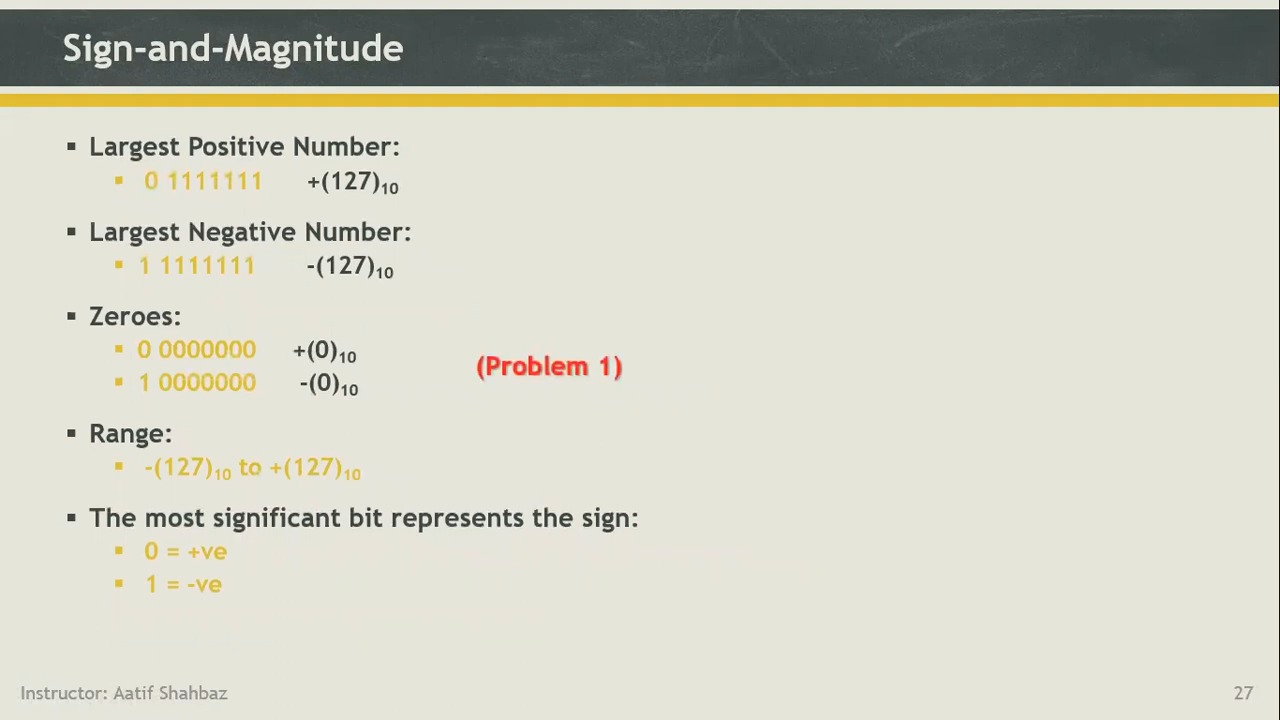 Sign-and-Magnitude
▪ Largest Positive Number:
▪ 0 1111111 +(127)₁₀
▪ Largest Negative Number:
▪ 1 1111111 -(127)₁₀
▪ Zeroes:
▪ 0 0000000 +(0)₁₀
(Problem 1)
▪ 1 0000000 -(0)₁₀
▪ Range:
▪ -(127)₁₀ to +(127)₁₀
▪ The most significant bit represents the sign:
▪ 0 = +ve
▪ 1 = -ve
Instructor: Aatif Shahbaz
27